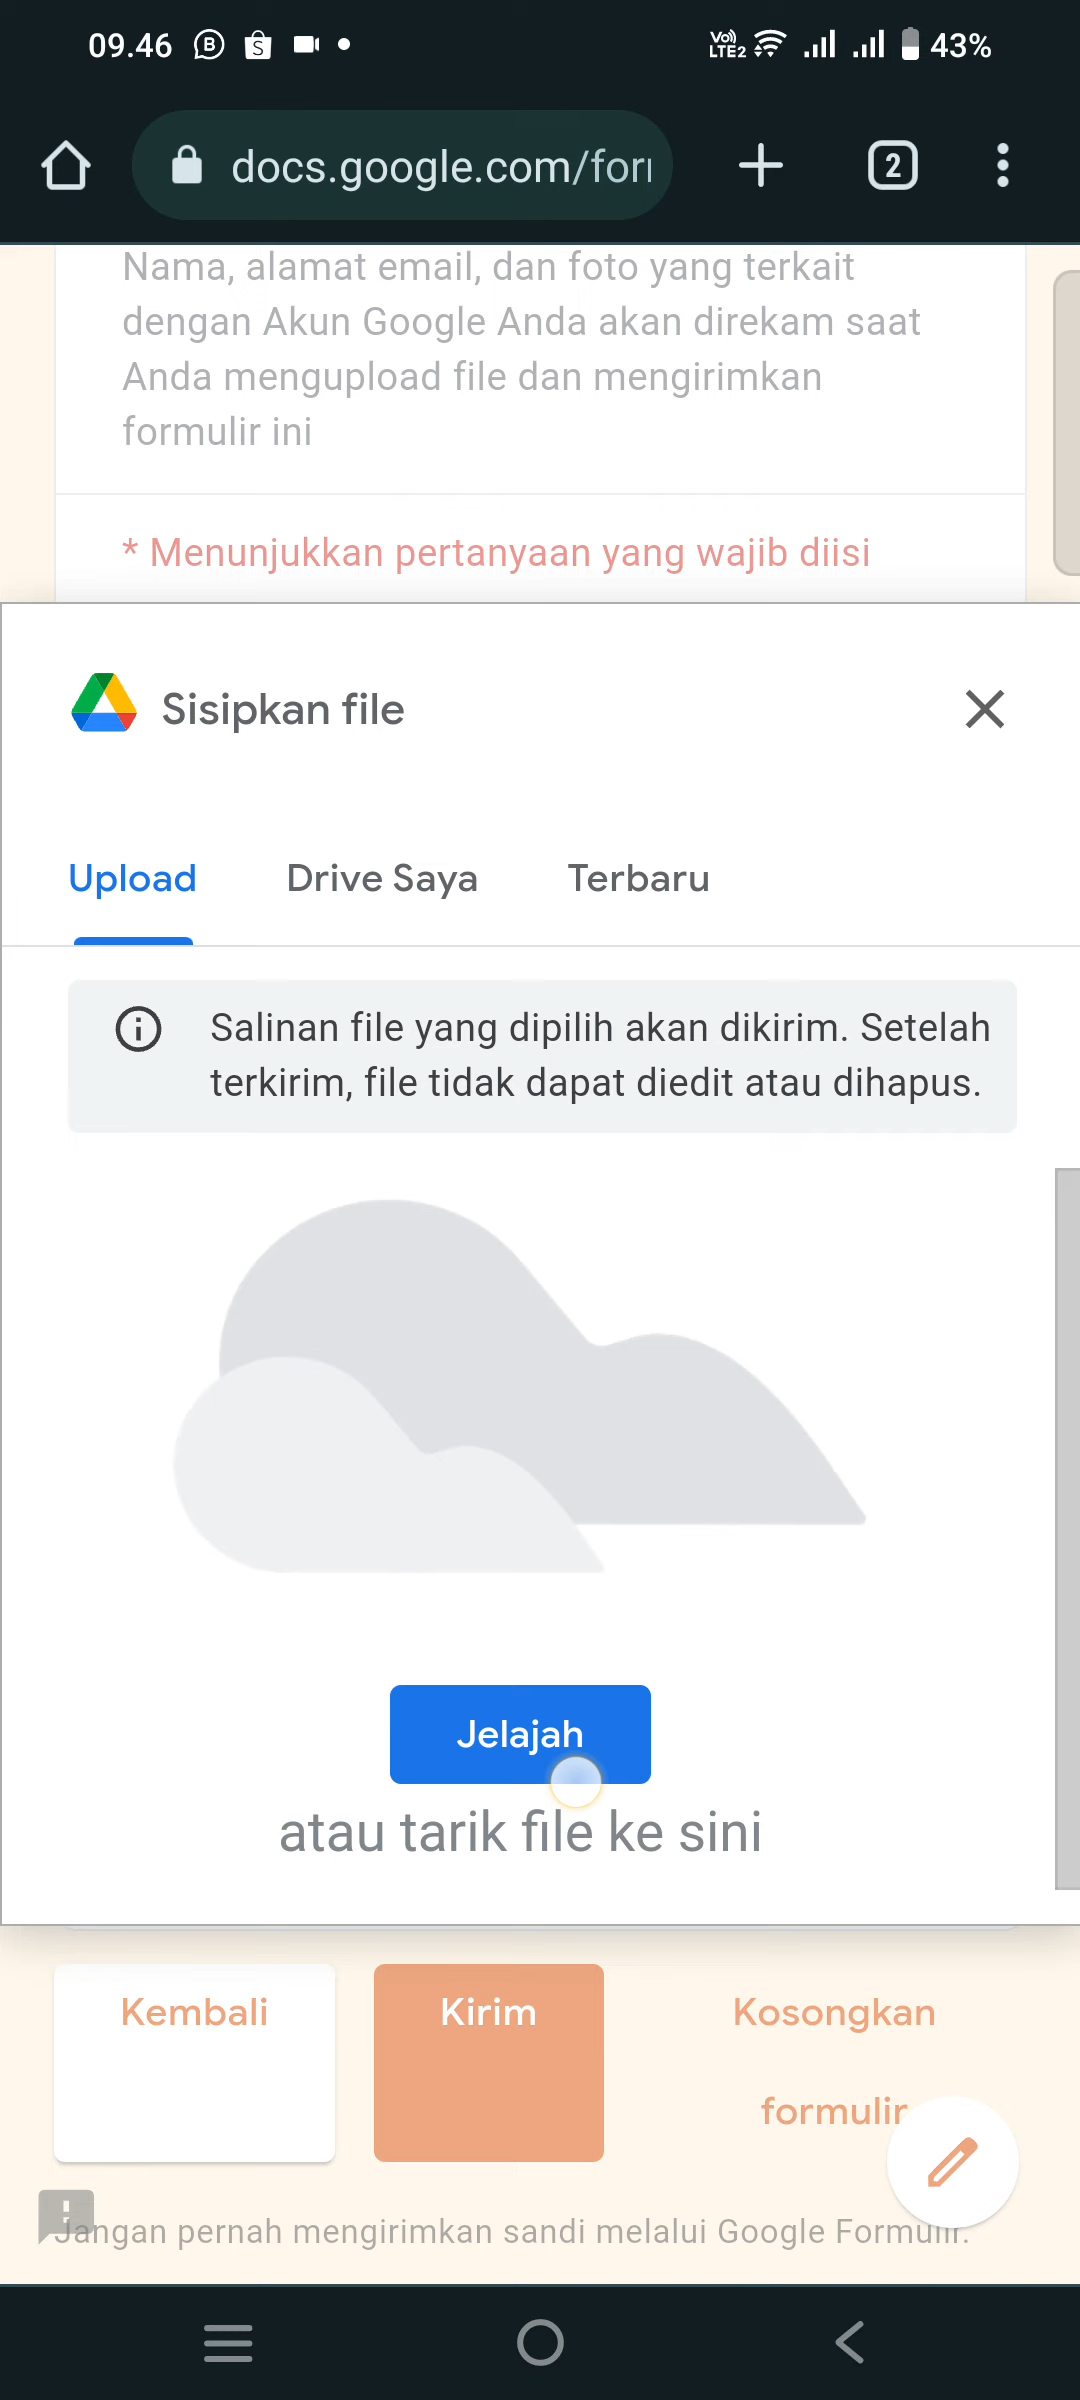 09.46
VoLTE2
43%
docs.google.com/for
2
Nama, alamat email, dan foto yang terkait
dengan Akun Google Anda akan direkam saat
Anda mengupload file dan mengirimkan
formulir ini
* Menunjukkan pertanyaan yang wajib diisi
Sisipkan file
Upload Drive Saya Terbaru
Salinan file yang dipilih akan dikirim. Setelah
terkirim, file tidak dapat diedit atau dihapus.
Jelajah
atau tarik file ke sini
Kembali Kirim Kosongkan
formulir
Jangan pernah mengirimkan sandi melalui Google Formulir.